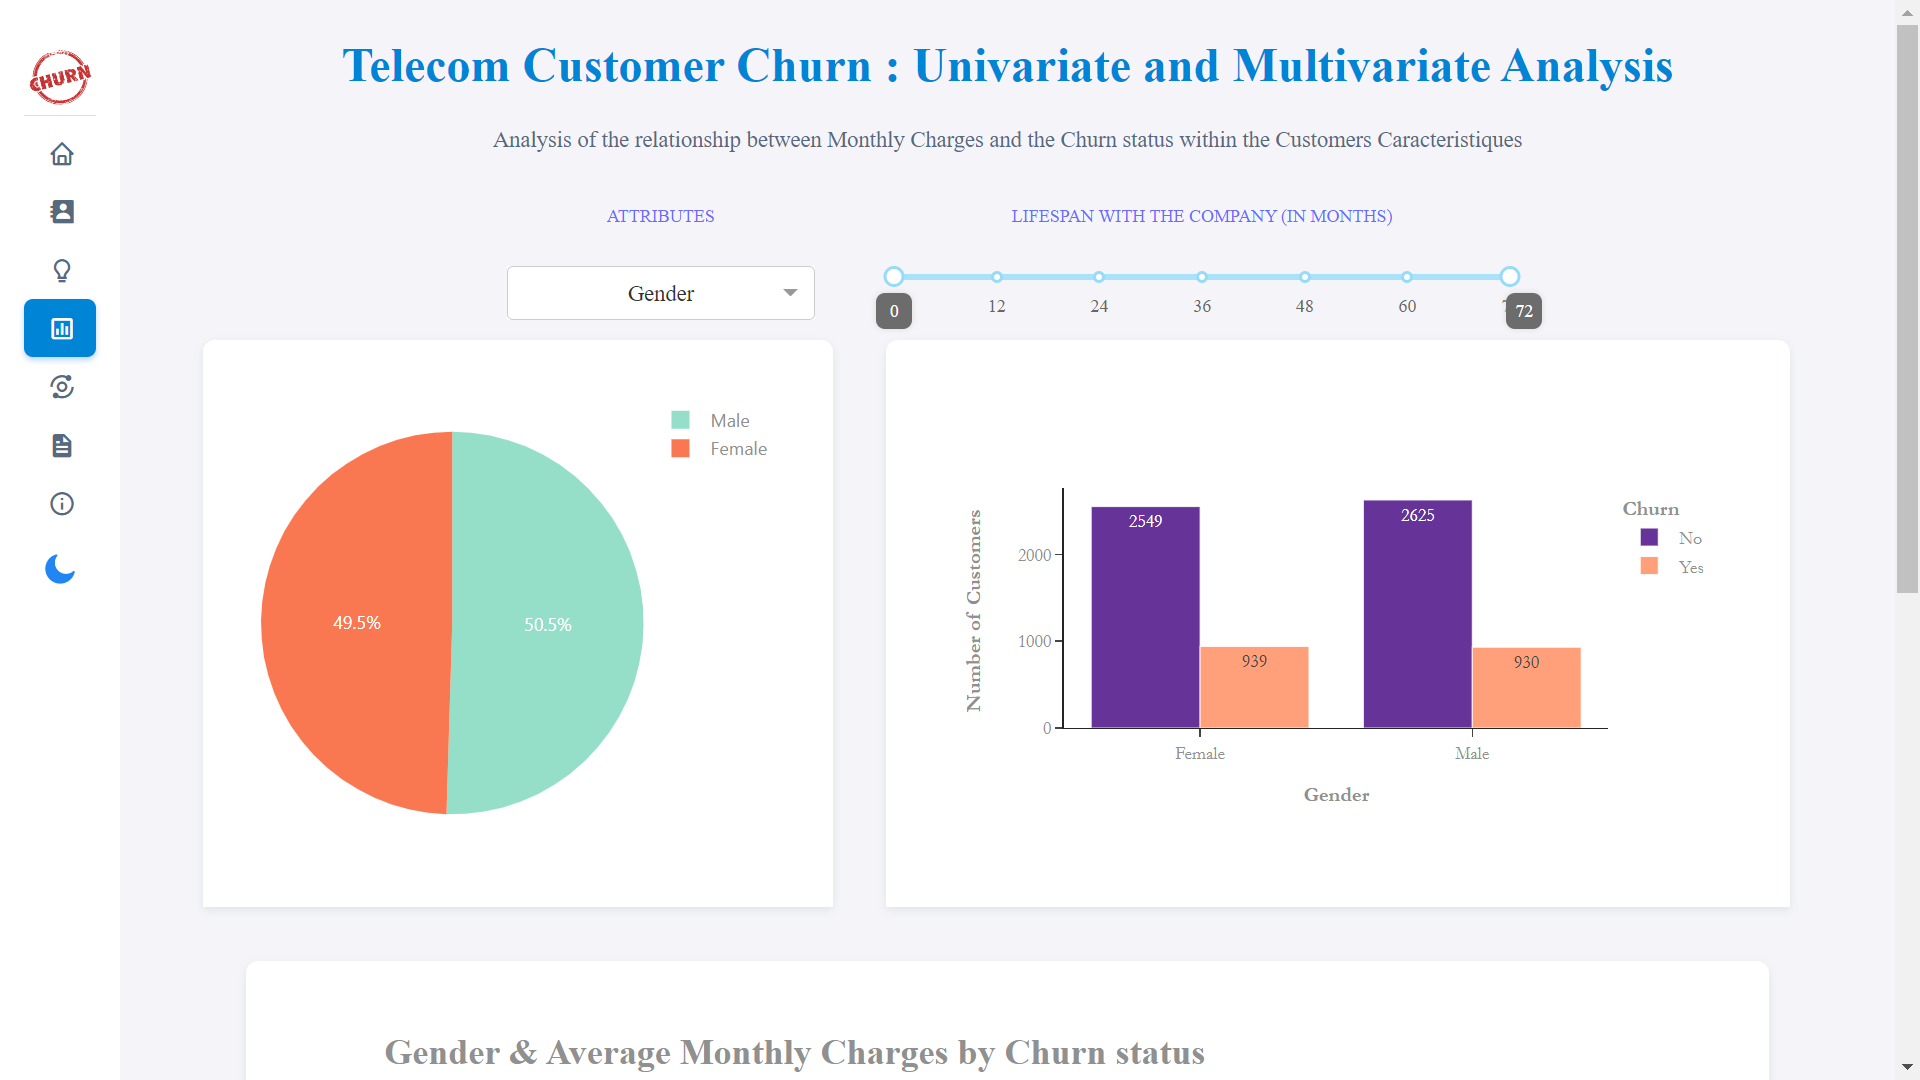 CHURN
Telecom Customer Churn : Univariate and Multivariate Analysis
Analysis of the relationship between Monthly Charges and the Churn status within the Customers Caracteristiques
ATTRIBUTES
LIFESPAN WITH THE COMPANY (IN MONTHS)
Gender
12 24 36 48 60
0 72
Male
Female
49.5% 50.5%
Number of Customers
2000
1000
0
2549
939
2625
930
Female Male
Gender
Churn
No
Yes
Gender & Average Monthly Charges by Churn status